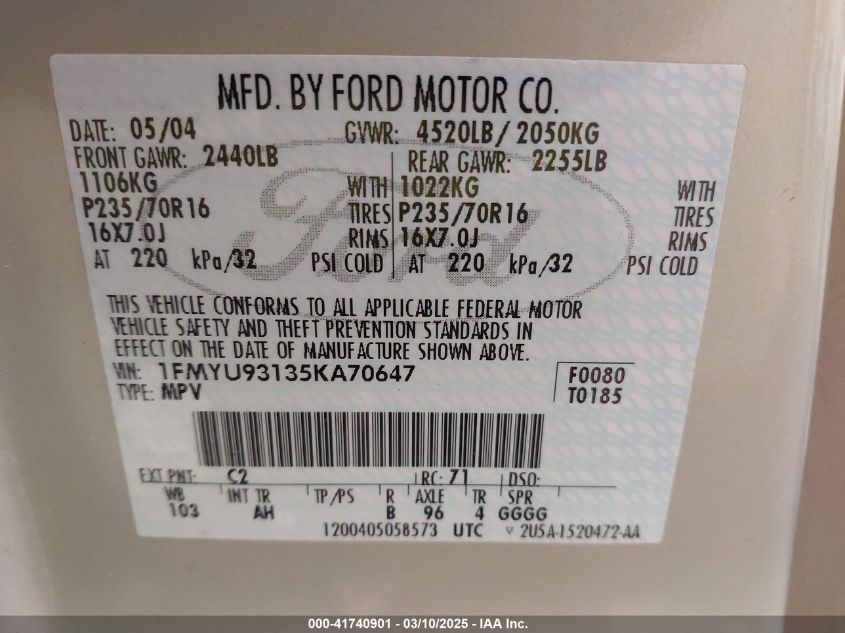 MFD. BY FORD MOTOR CO.
DATE: 05/04 GVWR: 4520LB/ 2050KG
FRONT GAWR: 2440LB REAR GAWR: 2255LB
1106KG WITH 1022KG WITH
P235/70R16 TIRES P235/70R16 TIRES
16X7.0J RIMS 16X7.0J RIMS
AT 220 kPa/32 PSI COLD AT 220 kPa/32 PSI COLD
Ford
THIS VEHICLE CONFORMS TO ALL APPLICABLE FEDERAL MOTOR
VEHICLE SAFETY AND THEFT PREVENTION STANDARDS IN
EFFECT ON THE DATE OF MANUFACTURE SHOWN ABOVE.
VIN: 1FMYU93135KA70647 F0080
TYPE: MPV T0185
EXT PNT: C2 RC: 71 DSO:
WB INT TR TP/PS R AXLE TR SPR
103 AH B 96 4 GGGG
1200405058573 UTC ▿ 2U5A-1520472-AA
000-41740901 - 03/10/2025 - IAA Inc.